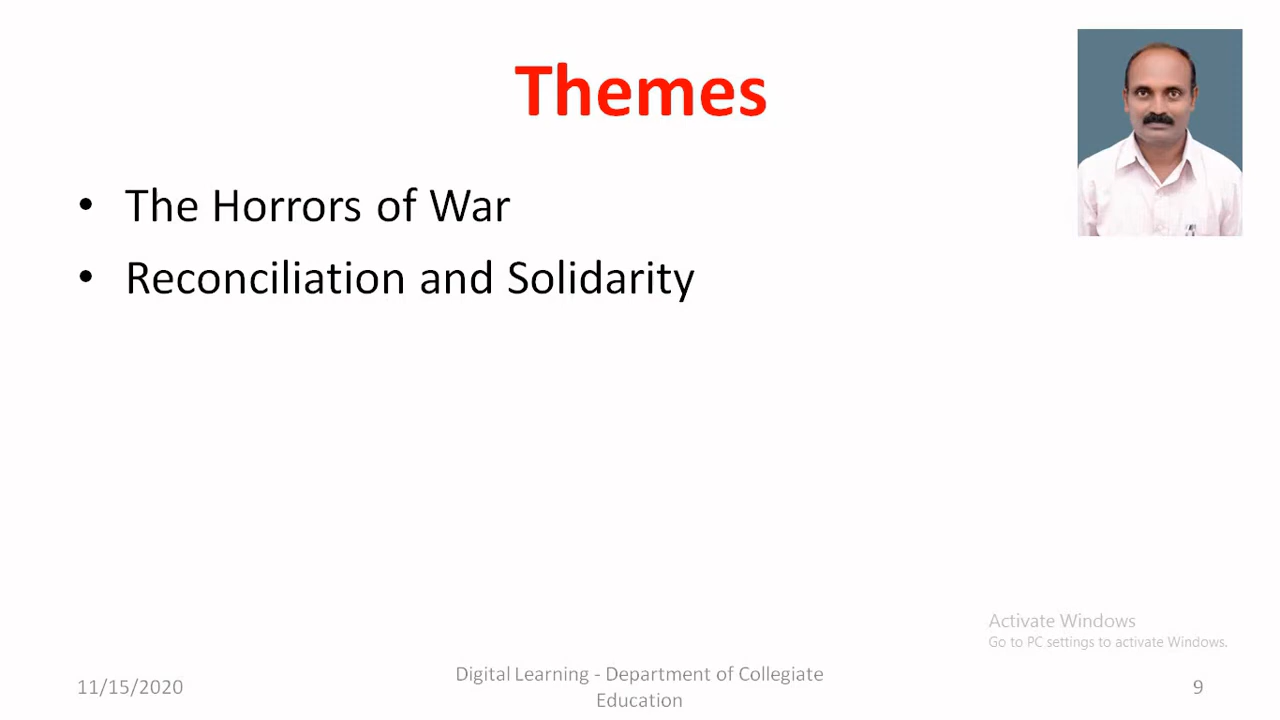 Themes
• The Horrors of War
• Reconciliation and Solidarity
Activate Windows
Go to PC settings to activate Windows.
11/15/2020
Digital Learning - Department of Collegiate
Education
9